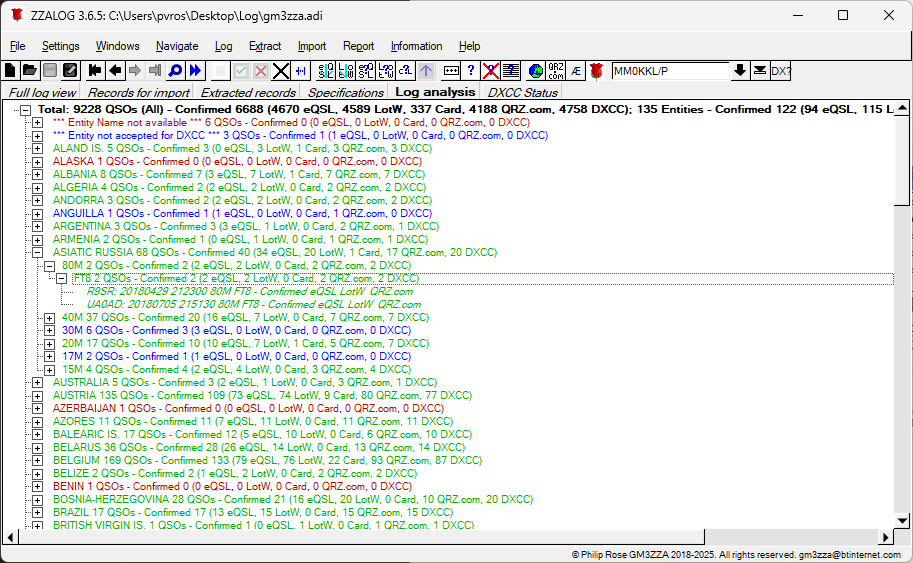 ZZALOG 3.6.5: C:\Users\pvros\Desktop\Log\gm3zza.adi
File Settings Windows Navigate Log Extract Import Report Information Help
QRZ .com Æ MM0KKL/P DX?
Full log view Records for import Extracted records Specifications Log analysis DXCC Status
Total: 9228 QSOs (All) - Confirmed 6688 (4670 eQSL, 4589 LotW, 337 Card, 4188 QRZ.com, 4758 DXCC); 135 Entities - Confirmed 122 (94 eQSL, 115 L
*** Entity Name not available *** 6 QSOs - Confirmed 0 (0 eQSL, 0 LotW, 0 Card, 0 QRZ.com, 0 DXCC)
*** Entity not accepted for DXCC *** 3 QSOs - Confirmed 1 (1 eQSL, 0 LotW, 0 Card, 0 QRZ.com, 0 DXCC)
ALAND IS. 5 QSOs - Confirmed 3 (0 eQSL, 3 LotW, 1 Card, 3 QRZ.com, 3 DXCC)
ALASKA 1 QSOs - Confirmed 0 (0 eQSL, 0 LotW, 0 Card, 0 QRZ.com, 0 DXCC)
ALBANIA 8 QSOs - Confirmed 7 (3 eQSL, 7 LotW, 1 Card, 7 QRZ.com, 7 DXCC)
ALGERIA 4 QSOs - Confirmed 2 (2 eQSL, 2 LotW, 0 Card, 2 QRZ.com, 2 DXCC)
ANDORRA 3 QSOs - Confirmed 2 (2 eQSL, 2 LotW, 0 Card, 2 QRZ.com, 2 DXCC)
ANGUILLA 1 QSOs - Confirmed 1 (1 eQSL, 0 LotW, 0 Card, 1 QRZ.com, 0 DXCC)
ARGENTINA 3 QSOs - Confirmed 3 (3 eQSL, 1 LotW, 0 Card, 2 QRZ.com, 1 DXCC)
ARMENIA 2 QSOs - Confirmed 1 (0 eQSL, 1 LotW, 0 Card, 1 QRZ.com, 1 DXCC)
ASIATIC RUSSIA 68 QSOs - Confirmed 40 (34 eQSL, 20 LotW, 1 Card, 17 QRZ.com, 20 DXCC)
80M 2 QSOs - Confirmed 2 (2 eQSL, 2 LotW, 0 Card, 2 QRZ.com, 2 DXCC)
FT8 2 QSOs - Confirmed 2 (2 eQSL, 2 LotW, 0 Card, 2 QRZ.com, 2 DXCC)
R9SR: 20180429 212300 80M FT8 - Confirmed eQSL LotW QRZ.com
UA0AD: 20180705 215130 80M FT8 - Confirmed eQSL LotW QRZ.com
40M 37 QSOs - Confirmed 20 (16 eQSL, 7 LotW, 0 Card, 7 QRZ.com, 7 DXCC)
30M 6 QSOs - Confirmed 3 (3 eQSL, 0 LotW, 0 Card, 0 QRZ.com, 0 DXCC)
20M 17 QSOs - Confirmed 10 (10 eQSL, 7 LotW, 1 Card, 5 QRZ.com, 7 DXCC)
17M 2 QSOs - Confirmed 1 (1 eQSL, 0 LotW, 0 Card, 0 QRZ.com, 0 DXCC)
15M 4 QSOs - Confirmed 4 (2 eQSL, 4 LotW, 0 Card, 3 QRZ.com, 4 DXCC)
AUSTRALIA 5 QSOs - Confirmed 3 (2 eQSL, 1 LotW, 0 Card, 3 QRZ.com, 1 DXCC)
AUSTRIA 135 QSOs - Confirmed 109 (73 eQSL, 74 LotW, 9 Card, 80 QRZ.com, 77 DXCC)
AZERBAIJAN 1 QSOs - Confirmed 0 (0 eQSL, 0 LotW, 0 Card, 0 QRZ.com, 0 DXCC)
AZORES 11 QSOs - Confirmed 11 (7 eQSL, 11 LotW, 0 Card, 11 QRZ.com, 11 DXCC)
BALEARIC IS. 17 QSOs - Confirmed 12 (5 eQSL, 10 LotW, 0 Card, 6 QRZ.com, 10 DXCC)
BELARUS 36 QSOs - Confirmed 28 (26 eQSL, 14 LotW, 0 Card, 13 QRZ.com, 14 DXCC)
BELGIUM 169 QSOs - Confirmed 133 (79 eQSL, 76 LotW, 22 Card, 93 QRZ.com, 87 DXCC)
BELIZE 2 QSOs - Confirmed 2 (1 eQSL, 2 LotW, 0 Card, 2 QRZ.com, 2 DXCC)
BENIN 1 QSOs - Confirmed 0 (0 eQSL, 0 LotW, 0 Card, 0 QRZ.com, 0 DXCC)
BOSNIA-HERZEGOVINA 28 QSOs - Confirmed 21 (16 eQSL, 20 LotW, 0 Card, 10 QRZ.com, 20 DXCC)
BRAZIL 17 QSOs - Confirmed 17 (13 eQSL, 15 LotW, 0 Card, 15 QRZ.com, 15 DXCC)
BRITISH VIRGIN IS. 1 QSOs - Confirmed 1 (0 eQSL, 1 LotW, 0 Card, 1 QRZ.com, 1 DXCC)
© Philip Rose GM3ZZA 2018-2025. All rights reserved. gm3zza@btinternet.com